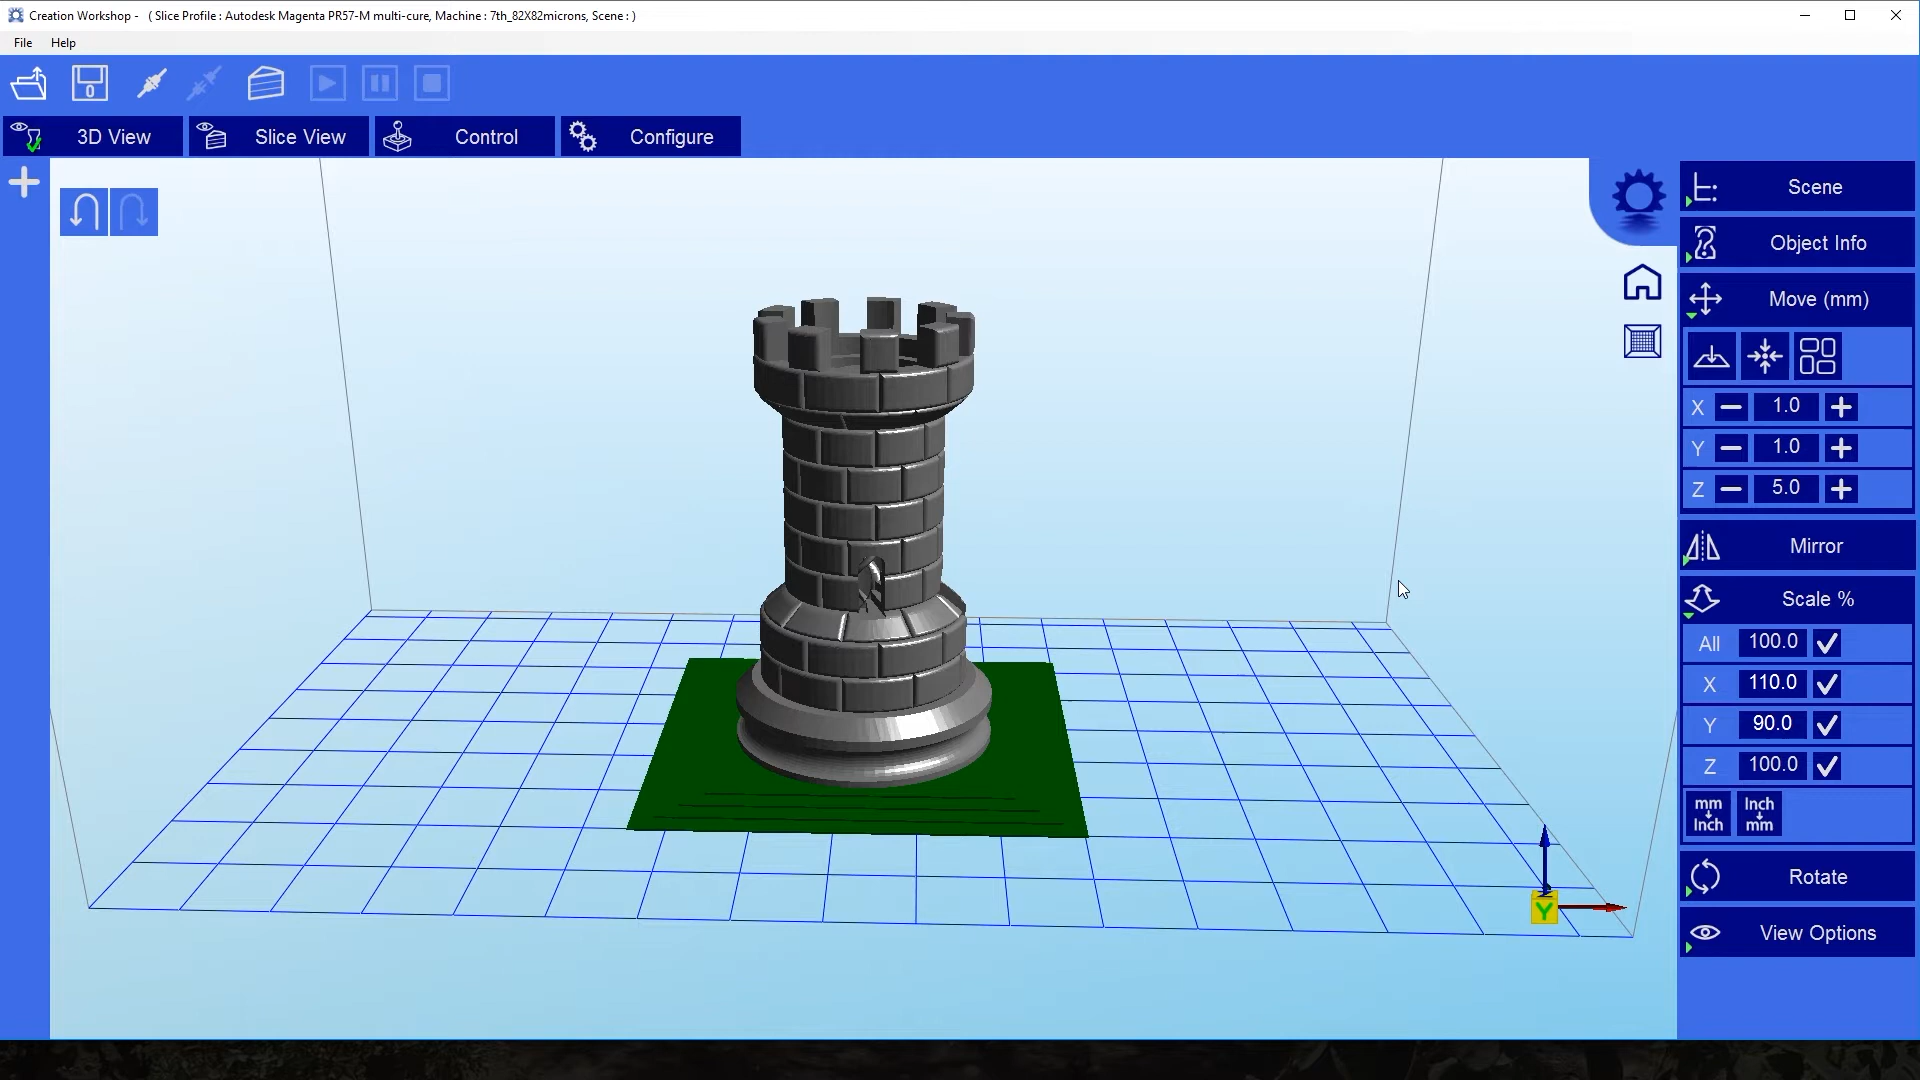 Creation Workshop -   ( Slice Profile : Autodesk Magenta PR57-M multi-cure, Machine : 7th_82X82microns, Scene : )
File Help
3D View Slice View Control Configure
Scene
Object Info
Move (mm)
X 1.0
Y 1.0
Z 5.0
Mirror
Scale %
All 100.0
X 110.0
Y 90.0
Z 100.0
mm Inch
Inch mm
Rotate
View Options
Y